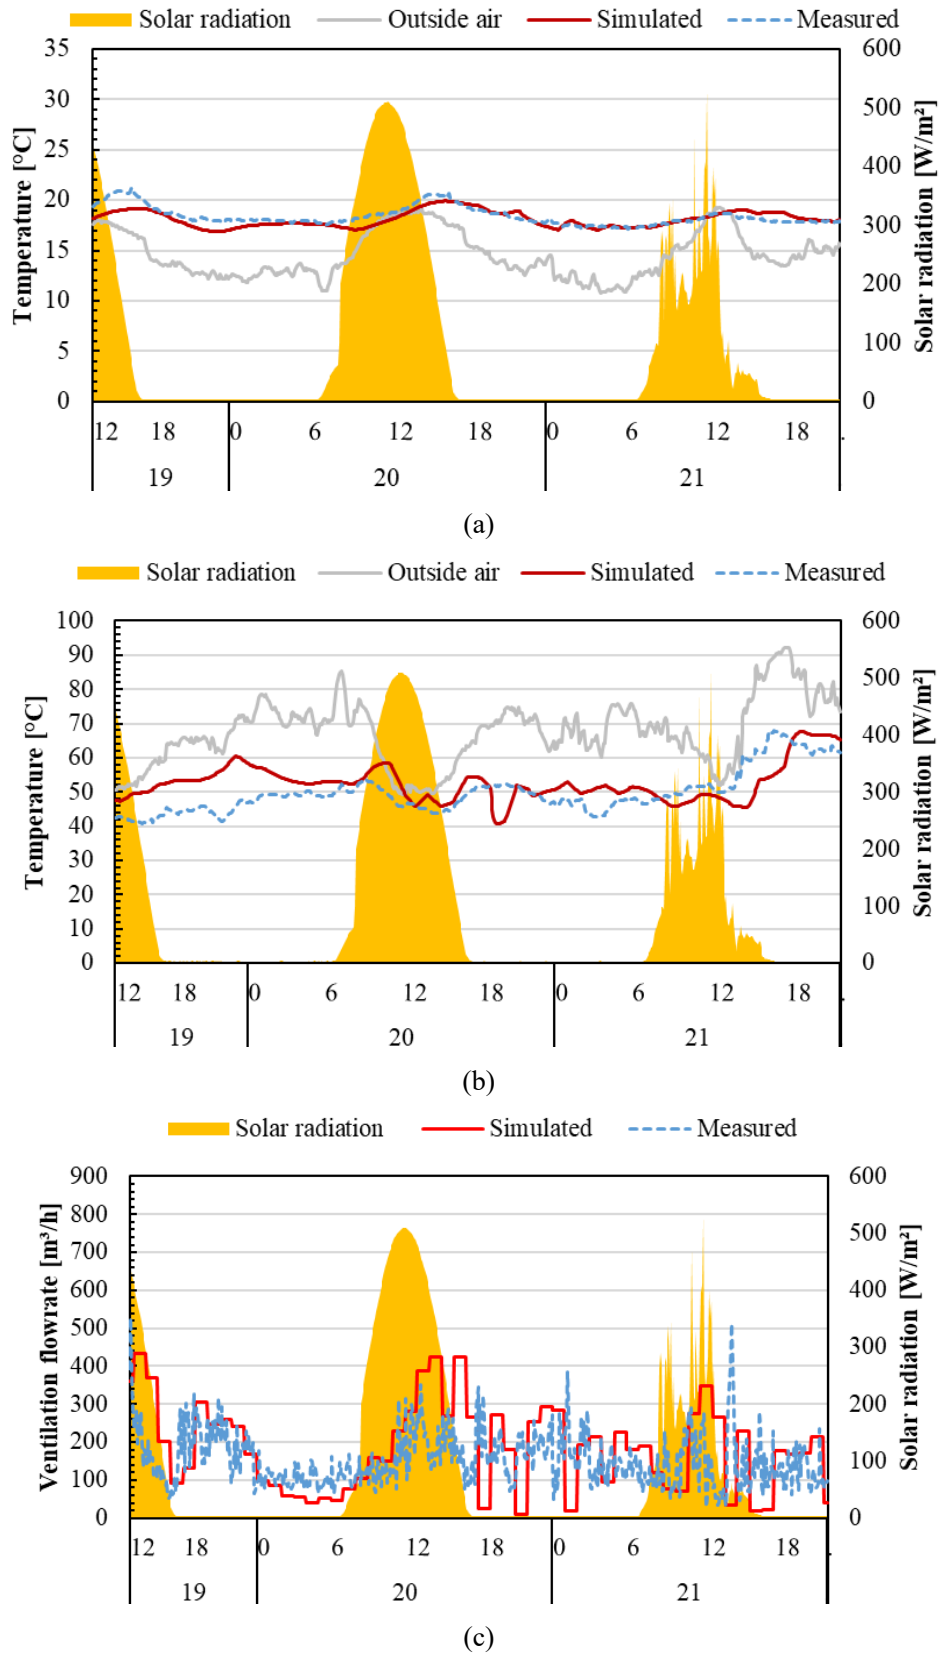 Solar radiation Outside air Simulated Measured
35 600
30 500
25 400
20 300
15 200
10 100
5
0 0
Temperature [°C]
Solar radiation [W/m²]
12 18 0 6 12 18 0 6 12 18 .
19 20 21
(a)
Solar radiation Outside air Simulated Measured
100 600
90
80 500
70 400
60
50 300
40
30 200
20 100
10
0 0
Temperature [°C]
Solar radiation [W/m²]
12 18 0 6 12 18 0 6 12 18 .
19 20 21
(b)
Solar radiation Simulated Measured
900 600
800
700 500
600 400
500
400 300
300 200
200
100 100
0 0
Ventilation flowrate [m³/h]
Solar radiation [W/m²]
12 18 0 6 12 18 0 6 12 18 .
19 20 21
(c)